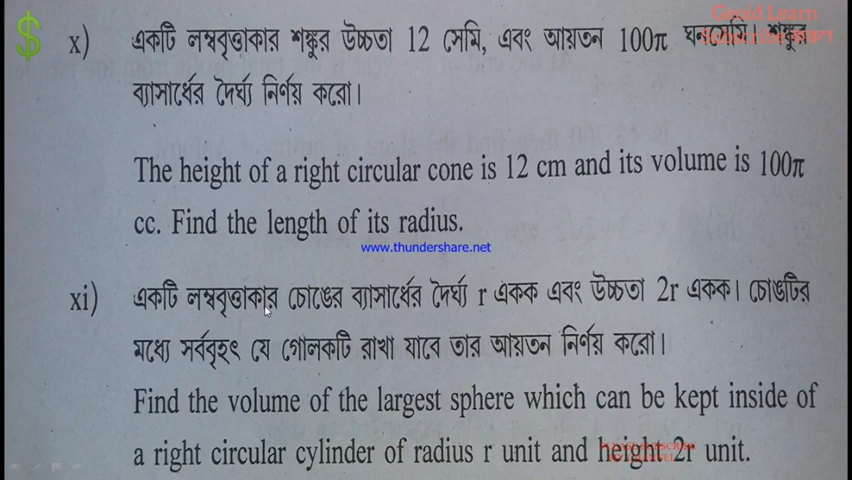 $
Geoid Learn
x) একটি লম্ববৃত্তাকার শঙ্কুর উচ্চতা 12 সেমি, এবং আয়তন 100π ঘনসেমি। শঙ্কুর
ব্যাসার্ধের দৈর্ঘ্য নির্ণয় করো।
The height of a right circular cone is 12 cm and its volume is 100π
cc. Find the length of its radius.
www.thundershare.net
xi) একটি লম্ববৃত্তাকার চোঙের ব্যাসার্ধের দৈর্ঘ্য r একক এবং উচ্চতা 2r একক। চোঙটির
মধ্যে সর্ববৃহৎ যে গোলকটি রাখা যাবে তার আয়তন নির্ণয় করো।
Find the volume of the largest sphere which can be kept inside of
a right circular cylinder of radius r unit and height 2r unit.